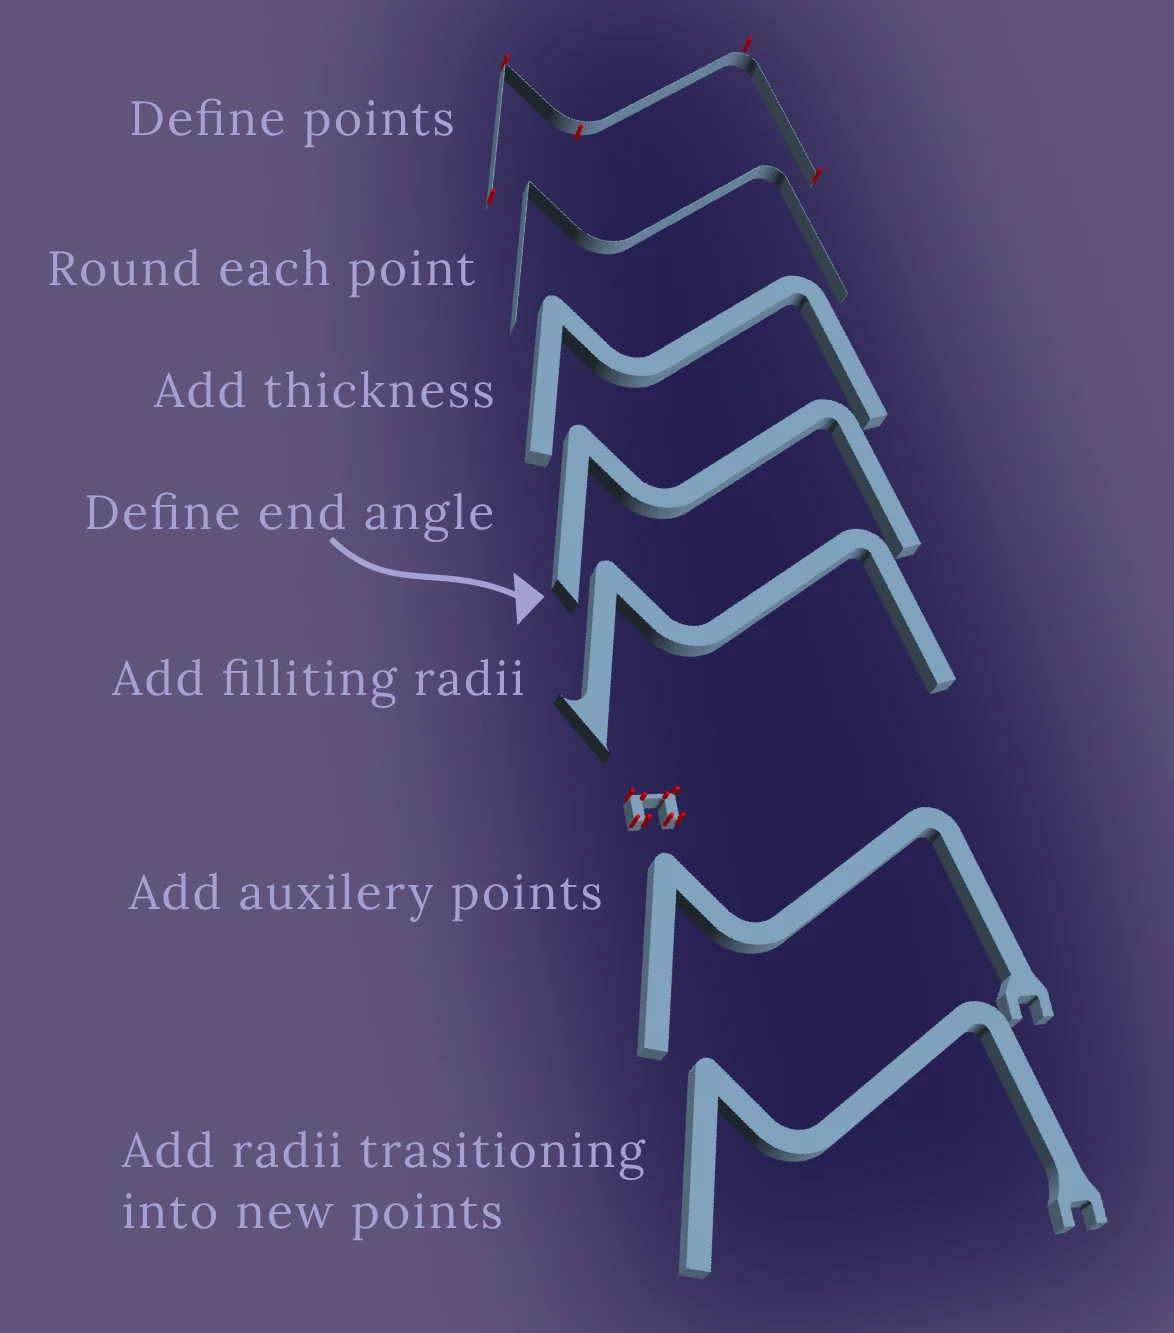 Define points
Round each point
Add thickness
Define end angle
Add filliting radii
Add auxilery points
Add radii trasitioning
into new points